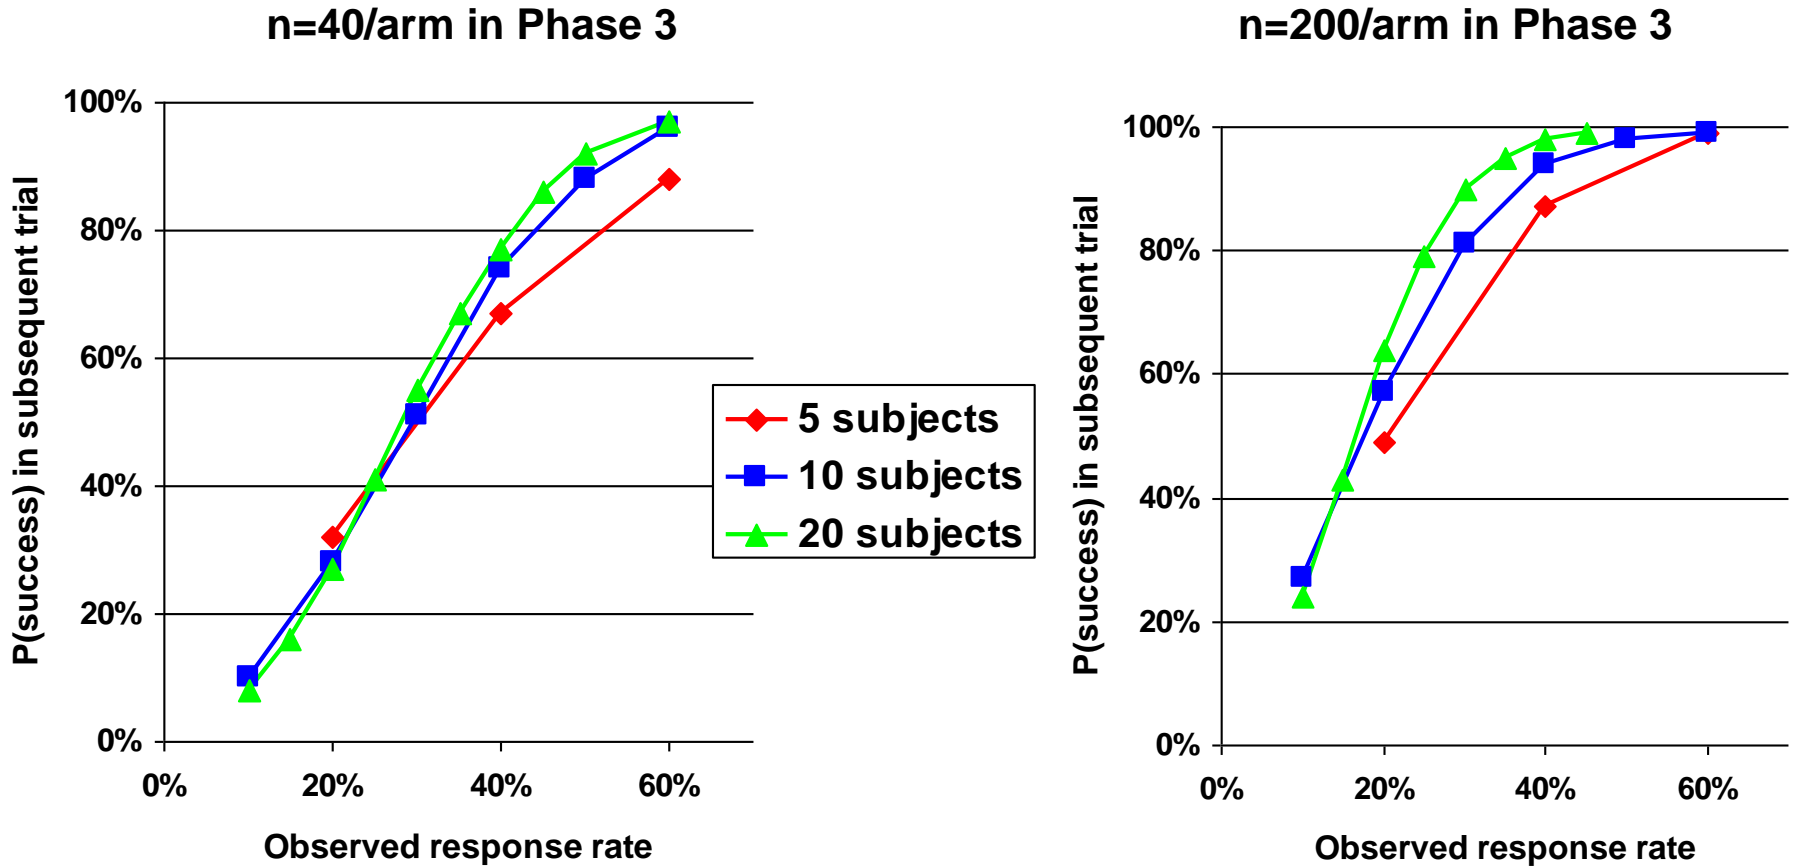 n=40/arm in Phase 3
P(success) in subsequent trial
100%
80%
60%
40%
20%
0%
0% 20% 40% 60%
Observed response rate
5 subjects
10 subjects
20 subjects
n=200/arm in Phase 3
P(success) in subsequent trial
100%
80%
60%
40%
20%
0%
0% 20% 40% 60%
Observed response rate